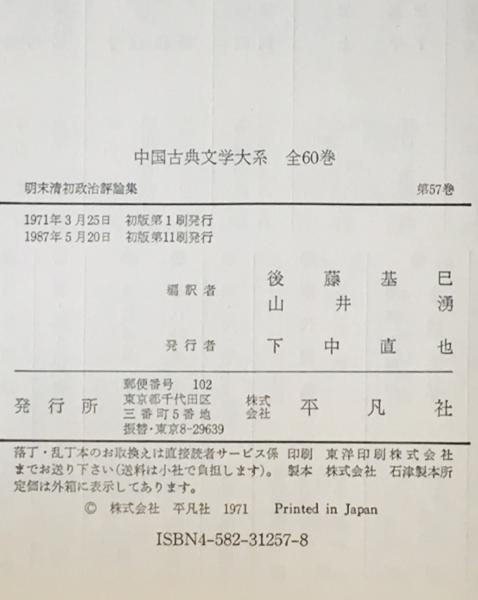 中国古典文学大系 全60巻
明末清初政治評論集 第57巻
1971年3月25日 初版第1刷発行
1987年5月20日 初版第11刷発行
編訳者 後藤基巳
山井湧
発行者 下中直也
発行所 郵便番号 102
東京都千代田区
三番町5番地
振替・東京8-29639
株式会社 平凡社
落丁・乱丁本のお取換えは直接読者サービス係
までお送り下さい(送料は小社で負担します)。
定価は外箱に表示してあります。
印刷 東洋印刷株式会社
製本 株式会社 石津製本所
© 株式会社 平凡社 1971 Printed in Japan
ISBN4-582-31257-8